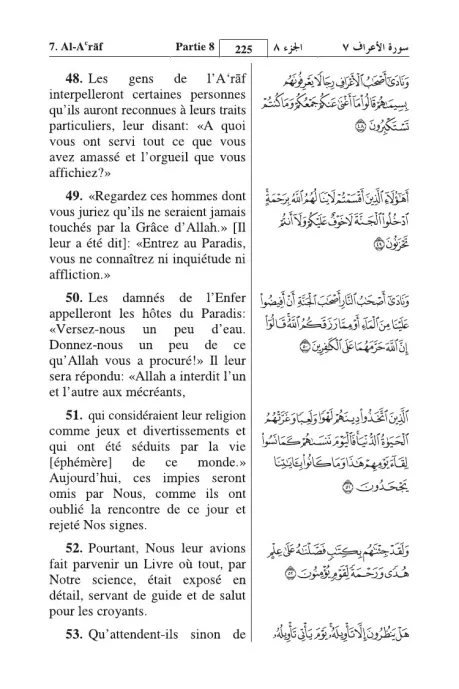 7. Al-Aᶜrāf Partie 8 225 الجزء ٨ سورة الأعراف ٧
48. Les gens de l'A‘rāf
interpelleront certaines personnes
qu'ils auront reconnues à leurs traits
particuliers, leur disant: «A quoi
vous ont servi tout ce que vous
avez amassé et l'orgueil que vous
affichiez?»
49. «Regardez ces hommes dont
vous juriez qu'ils ne seraient jamais
touchés par la Grâce d'Allah.» [Il
leur a été dit]: «Entrez au Paradis,
vous ne connaîtrez ni inquiétude ni
affliction.»
50. Les damnés de l'Enfer
appelleront les hôtes du Paradis:
«Versez-nous un peu d'eau.
Donnez-nous un peu de ce
qu'Allah vous a procuré!» Il leur
sera répondu: «Allah a interdit l'un
et l'autre aux mécréants,
51. qui considéraient leur religion
comme jeux et divertissements et
qui ont été séduits par la vie
[éphémère] de ce monde.»
Aujourd'hui, ces impies seront
omis par Nous, comme ils ont
oublié la rencontre de ce jour et
rejeté Nos signes.
52. Pourtant, Nous leur avions
fait parvenir un Livre où tout, par
Notre science, était exposé en
détail, servant de guide et de salut
pour les croyants.
53. Qu'attendent-ils sinon de
وَنَادَىٰٓ أَصْحَٰبُ ٱلْأَعْرَافِ رِجَالًا يَعْرِفُونَهُم
بِسِيمَىٰهُمْ قَالُوا۟ مَآ أَغْنَىٰ عَنكُمْ جَمْعُكُمْ وَمَا كُنتُمْ
تَسْتَكْبِرُونَ ٤٨
أَهَٰٓؤُلَآءِ ٱلَّذِينَ أَقْسَمْتُمْ لَا يَنَالُهُمُ ٱللَّهُ بِرَحْمَةٍ
ٱدْخُلُوا۟ ٱلْجَنَّةَ لَا خَوْفٌ عَلَيْكُمْ وَلَآ أَنتُمْ
تَحْزَنُونَ ٤٩
وَنَادَىٰٓ أَصْحَٰبُ ٱلنَّارِ أَصْحَٰبَ ٱلْجَنَّةِ أَنْ أَفِيضُوا۟
عَلَيْنَا مِنَ ٱلْمَآءِ أَوْ مِمَّا رَزَقَكُمُ ٱللَّهُ قَالُوٓا۟
إِنَّ ٱللَّهَ حَرَّمَهُمَا عَلَى ٱلْكَٰفِرِينَ ٥٠
ٱلَّذِينَ ٱتَّخَذُوا۟ دِينَهُمْ لَهْوًا وَلَعِبًا وَغَرَّتْهُمُ
ٱلْحَيَوٰةُ ٱلدُّنْيَا فَٱلْيَوْمَ نَنسَىٰهُمْ كَمَا نَسُوا۟
لِقَآءَ يَوْمِهِمْ هَٰذَا وَمَا كَانُوا۟ بِـَٔايَٰتِنَا
يَجْحَدُونَ ٥١
وَلَقَدْ جِئْنَٰهُم بِكِتَٰبٍ فَصَّلْنَٰهُ عَلَىٰ عِلْمٍ
هُدًى وَرَحْمَةً لِّقَوْمٍ يُؤْمِنُونَ ٥٢
هَلْ يَنظُرُونَ إِلَّا تَأْوِيلَهُۥ يَوْمَ يَأْتِى تَأْوِيلُهُۥ